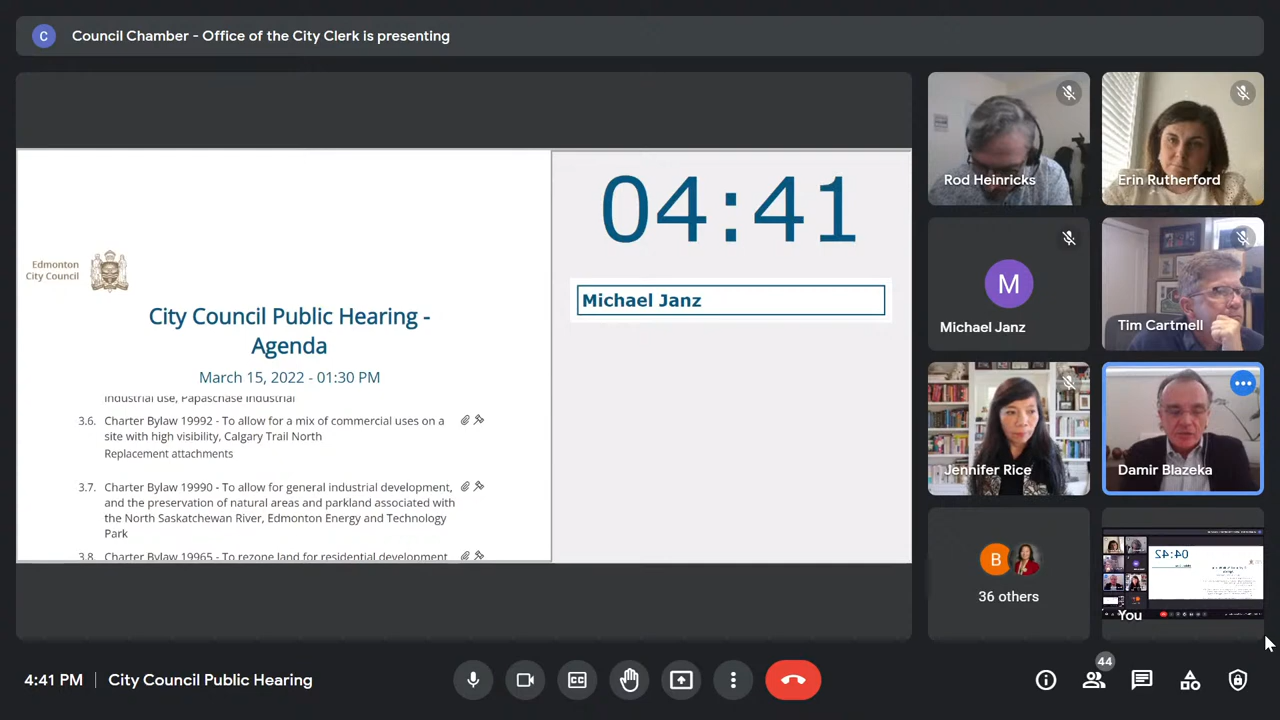 C Council Chamber - Office of the City Clerk is presenting
Edmonton
City Council
City Council Public Hearing -
Agenda
March 15, 2022 - 01:30 PM
industrial use, Papaschase Industrial
3.6. Charter Bylaw 19992 - To allow for a mix of commercial uses on a
site with high visibility, Calgary Trail North
Replacement attachments
3.7. Charter Bylaw 19990 - To allow for general industrial development,
and the preservation of natural areas and parkland associated with
the North Saskatchewan River, Edmonton Energy and Technology
Park
3.8. Charter Bylaw 19965 - To rezone land for residential development
04:41
Michael Janz
Rod Heinricks
Erin Rutherford
M
Michael Janz
Tim Cartmell
Jennifer Rice
Damir Blazeka
B
36 others
04:42
You
4:41 PM | City Council Public Hearing
CC
44